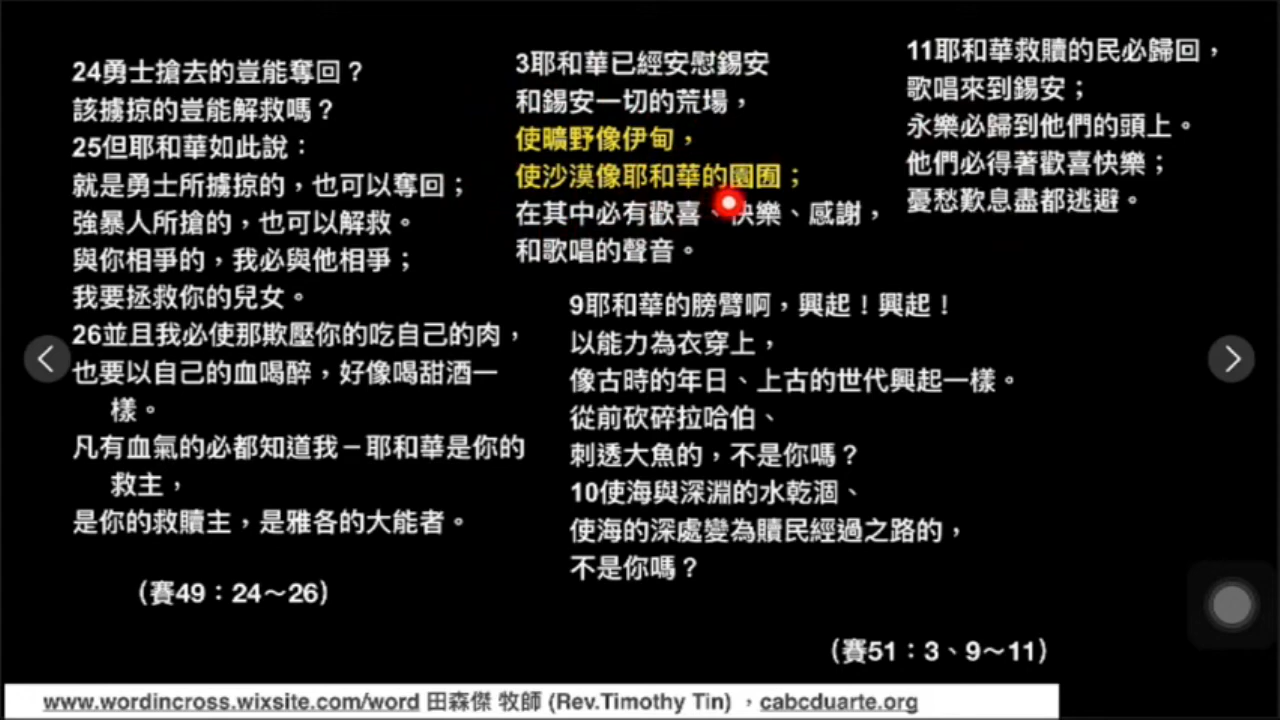 24勇士搶去的豈能奪回？
該擄掠的豈能解救嗎？
25但耶和華如此說：
就是勇士所擄掠的，也可以奪回；
強暴人所搶的，也可以解救。
與你相爭的，我必與他相爭；
我要拯救你的兒女。
26並且我必使那欺壓你的吃自己的肉，
也要以自己的血喝醉，好像喝甜酒一
樣。
凡有血氣的必都知道我－耶和華是你的
救主，
是你的救贖主，是雅各的大能者。
（賽49：24～26）
3耶和華已經安慰錫安
和錫安一切的荒場，
使曠野像伊甸，
使沙漠像耶和華的園囿；
在其中必有歡喜、快樂、感謝，
和歌唱的聲音。
9耶和華的膀臂啊，興起！興起！
以能力為衣穿上，
像古時的年日、上古的世代興起一樣。
從前砍碎拉哈伯、
刺透大魚的，不是你嗎？
10使海與深淵的水乾涸、
使海的深處變為贖民經過之路的，
不是你嗎？
11耶和華救贖的民必歸回，
歌唱來到錫安；
永樂必歸到他們的頭上。
他們必得著歡喜快樂；
憂愁歎息盡都逃避。
（賽51：3、9～11）
www.wordincross.wixsite.com/word 田森傑 牧師 (Rev.Timothy Tin) ，cabcduarte.org